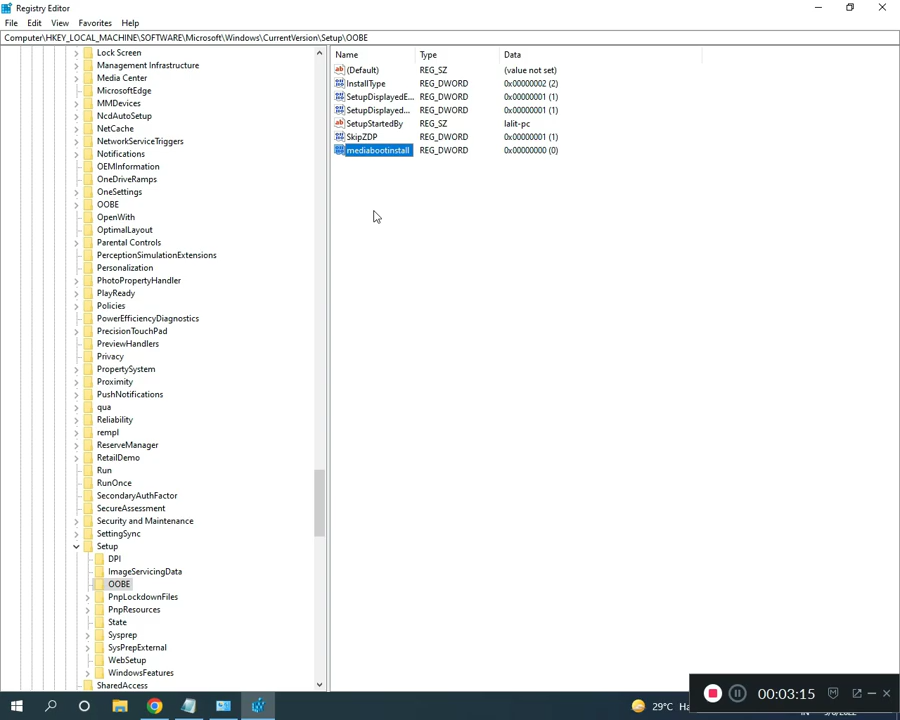 Registry Editor
File Edit View Favorites Help
Computer\HKEY_LOCAL_MACHINE\SOFTWARE\Microsoft\Windows\CurrentVersion\Setup\OOBE
Lock Screen
Management Infrastructure
Media Center
MicrosoftEdge
MMDevices
NcdAutoSetup
NetCache
NetworkServiceTriggers
Notifications
OEMInformation
OneDriveRamps
OneSettings
OOBE
OpenWith
OptimalLayout
Parental Controls
PerceptionSimulationExtensions
Personalization
PhotoPropertyHandler
PlayReady
Policies
PowerEfficiencyDiagnostics
PrecisionTouchPad
PreviewHandlers
Privacy
PropertySystem
Proximity
PushNotifications
qua
Reliability
rempl
ReserveManager
RetailDemo
Run
RunOnce
SecondaryAuthFactor
SecureAssessment
Security and Maintenance
SettingSync
Setup
DPI
ImageServicingData
OOBE
PnpLockdownFiles
PnpResources
State
Sysprep
SysPrepExternal
WebSetup
WindowsFeatures
SharedAccess
Name Type Data
(Default) REG_SZ (value not set)
InstallType REG_DWORD 0x00000002 (2)
SetupDisplayedE... REG_DWORD 0x00000001 (1)
SetupDisplayed... REG_DWORD 0x00000001 (1)
SetupStartedBy REG_SZ lalit-pc
SkipZDP REG_DWORD 0x00000001 (1)
mediabootinstall REG_DWORD 0x00000000 (0)
29°C Ha
00:03:15